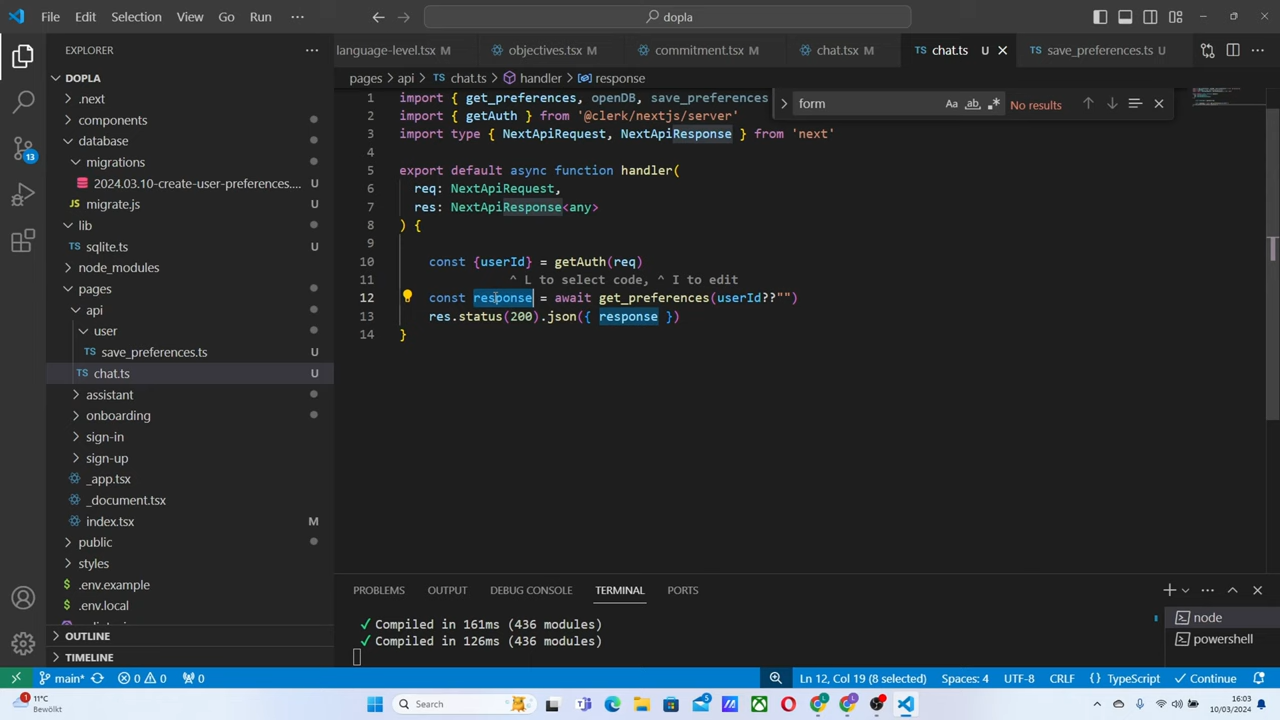 File Edit Selection View Go Run ··· dopla
EXPLORER ···
language-level.tsx U objectives.tsx U commitment.tsx U chat.tsx U chat.ts U save_preferences.ts U ···
DOPLA
pages > api > chat.ts > handler > response
form Aa ab No results
.next
components
database
migrations
2024.03.10-create-user-preferences.... U
migrate.js U
lib
sqlite.ts U
node_modules
pages
api
user
save_preferences.ts U
chat.ts U
assistant
onboarding
sign-in
sign-up
_app.tsx
_document.tsx
index.tsx M
public
styles
.env.example
.env.local
OUTLINE
TIMELINE
1 import { get_preferences, openDB, save_preferences
2 import { getAuth } from '@clerk/nextjs/server'
3 import type { NextApiRequest, NextApiResponse } from 'next'
4
5 export default async function handler(
6 req: NextApiRequest,
7 res: NextApiResponse<any>
8 ) {
9
10 const {userId} = getAuth(req)
11 ^ L to select code, ^ I to edit
12 const response = await get_preferences(userId??"")
13 res.status(200).json({ response })
14 }
13
PROBLEMS OUTPUT DEBUG CONSOLE TERMINAL PORTS ···
✓ Compiled in 161ms (436 modules)
✓ Compiled in 126ms (436 modules)
node
powershell
main* 0 0 0 Ln 12, Col 19 (8 selected) Spaces: 4 UTF-8 CRLF TypeScript Continue
1
11°C
Bewölkt
Search
16:03
10/03/2024